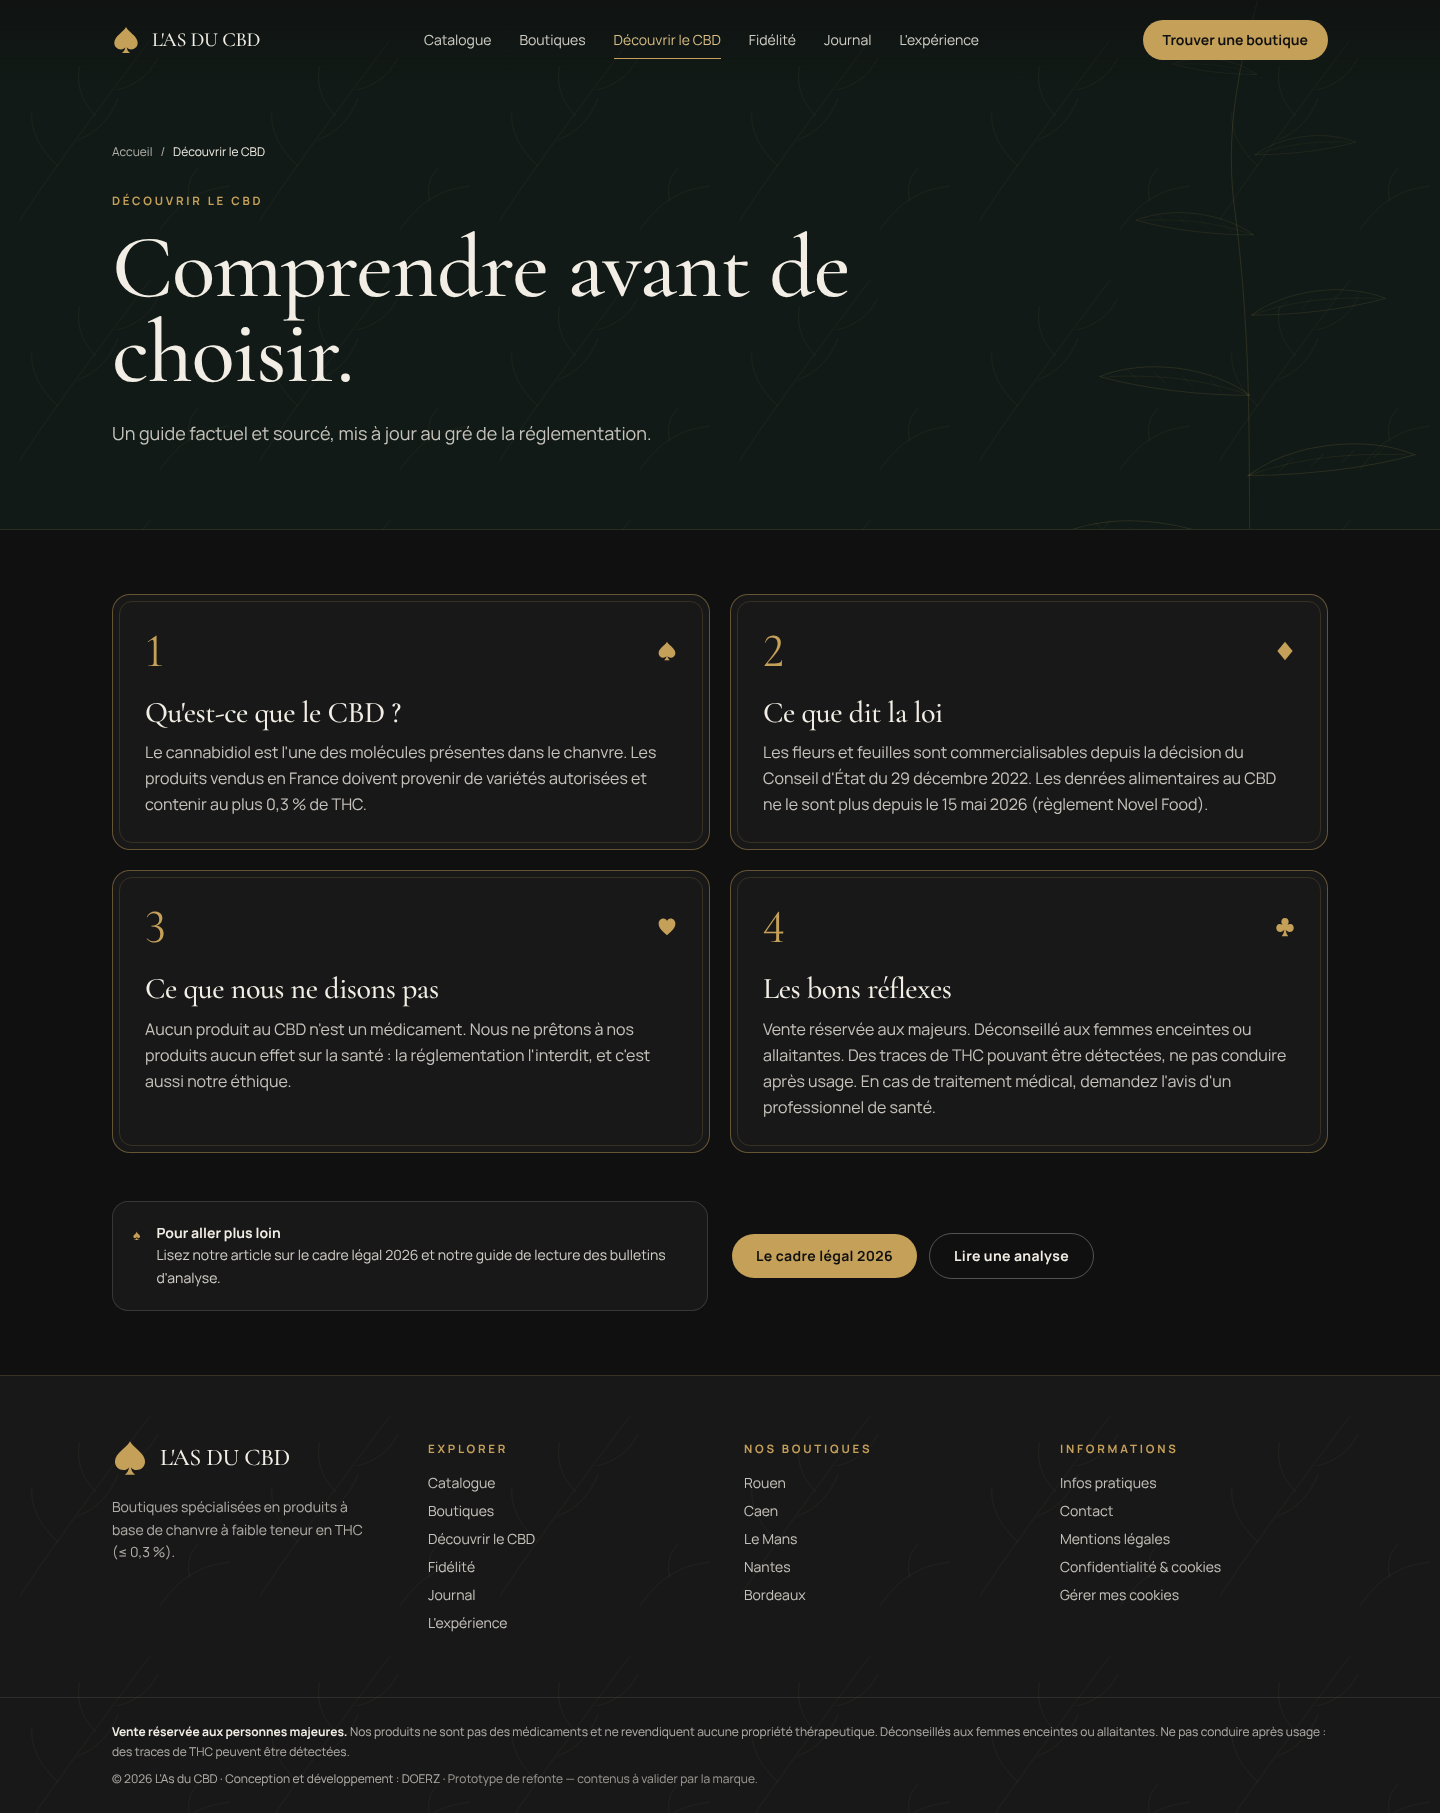 L'AS DU CBD
Catalogue
Boutiques
Découvrir le CBD
Fidélité
Journal
L'expérience
Trouver une boutique
Accueil / Découvrir le CBD
DÉCOUVRIR LE CBD
Comprendre avant de
choisir.
Un guide factuel et sourcé, mis à jour au gré de la réglementation.
1
Qu'est-ce que le CBD ?
Le cannabidiol est l'une des molécules présentes dans le chanvre. Les
produits vendus en France doivent provenir de variétés autorisées et
contenir au plus 0,3 % de THC.
2
Ce que dit la loi
Les fleurs et feuilles sont commercialisables depuis la décision du
Conseil d'État du 29 décembre 2022. Les denrées alimentaires au CBD
ne le sont plus depuis le 15 mai 2026 (règlement Novel Food).
3
Ce que nous ne disons pas
Aucun produit au CBD n'est un médicament. Nous ne prêtons à nos
produits aucun effet sur la santé : la réglementation l'interdit, et c'est
aussi notre éthique.
4
Les bons réflexes
Vente réservée aux majeurs. Déconseillé aux femmes enceintes ou
allaitantes. Des traces de THC pouvant être détectées, ne pas conduire
après usage. En cas de traitement médical, demandez l'avis d'un
professionnel de santé.
Pour aller plus loin
Lisez notre article sur le cadre légal 2026 et notre guide de lecture des bulletins
d'analyse.
Le cadre légal 2026
Lire une analyse
L'AS DU CBD
Boutiques spécialisées en produits à
base de chanvre à faible teneur en THC
(≤ 0,3 %).
EXPLORER
Catalogue
Boutiques
Découvrir le CBD
Fidélité
Journal
L'expérience
NOS BOUTIQUES
Rouen
Caen
Le Mans
Nantes
Bordeaux
INFORMATIONS
Infos pratiques
Contact
Mentions légales
Confidentialité & cookies
Gérer mes cookies
Vente réservée aux personnes majeures. Nos produits ne sont pas des médicaments et ne revendiquent aucune propriété thérapeutique. Déconseillés aux femmes enceintes ou allaitantes. Ne pas conduire après usage :
des traces de THC peuvent être détectées.
© 2026 L'As du CBD · Conception et développement : DOERZ · Prototype de refonte — contenus à valider par la marque.